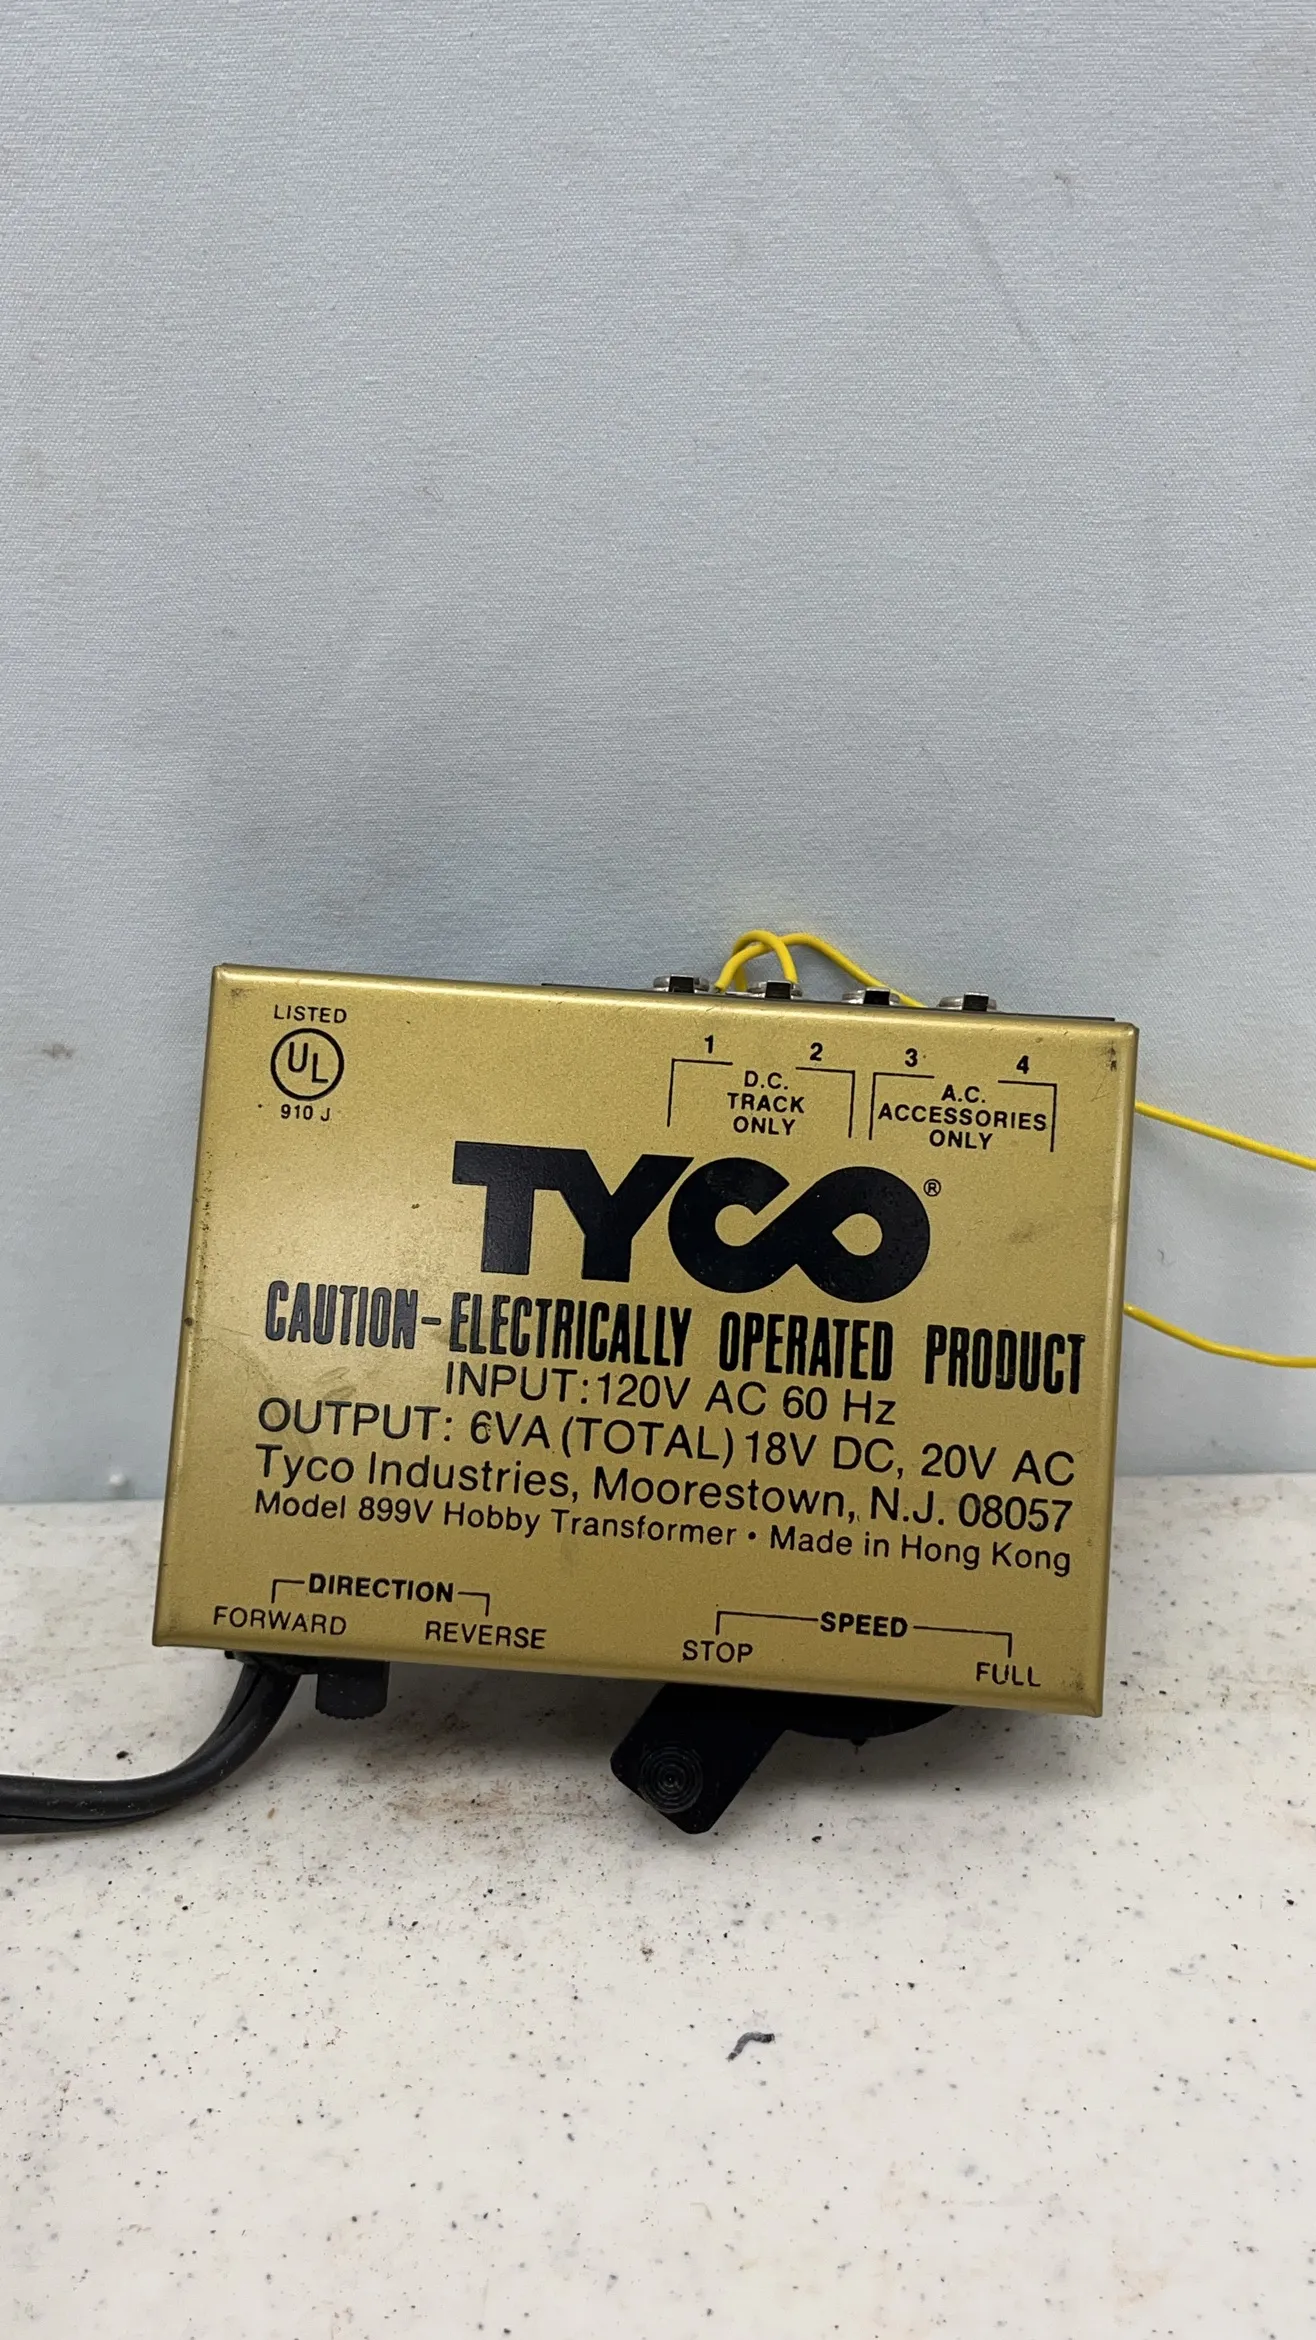 LISTED
UL
910 J
1 2 3 4
D.C.
TRACK
ONLY
A.C.
ACCESSORIES
ONLY
TYCO®
CAUTION-ELECTRICALLY OPERATED PRODUCT
INPUT: 120V AC 60 Hz
OUTPUT: 6VA (TOTAL) 18V DC, 20V AC
Tyco Industries, Moorestown, N.J. 08057
Model 899V Hobby Transformer • Made in Hong Kong
DIRECTION
FORWARD REVERSE
SPEED
STOP FULL